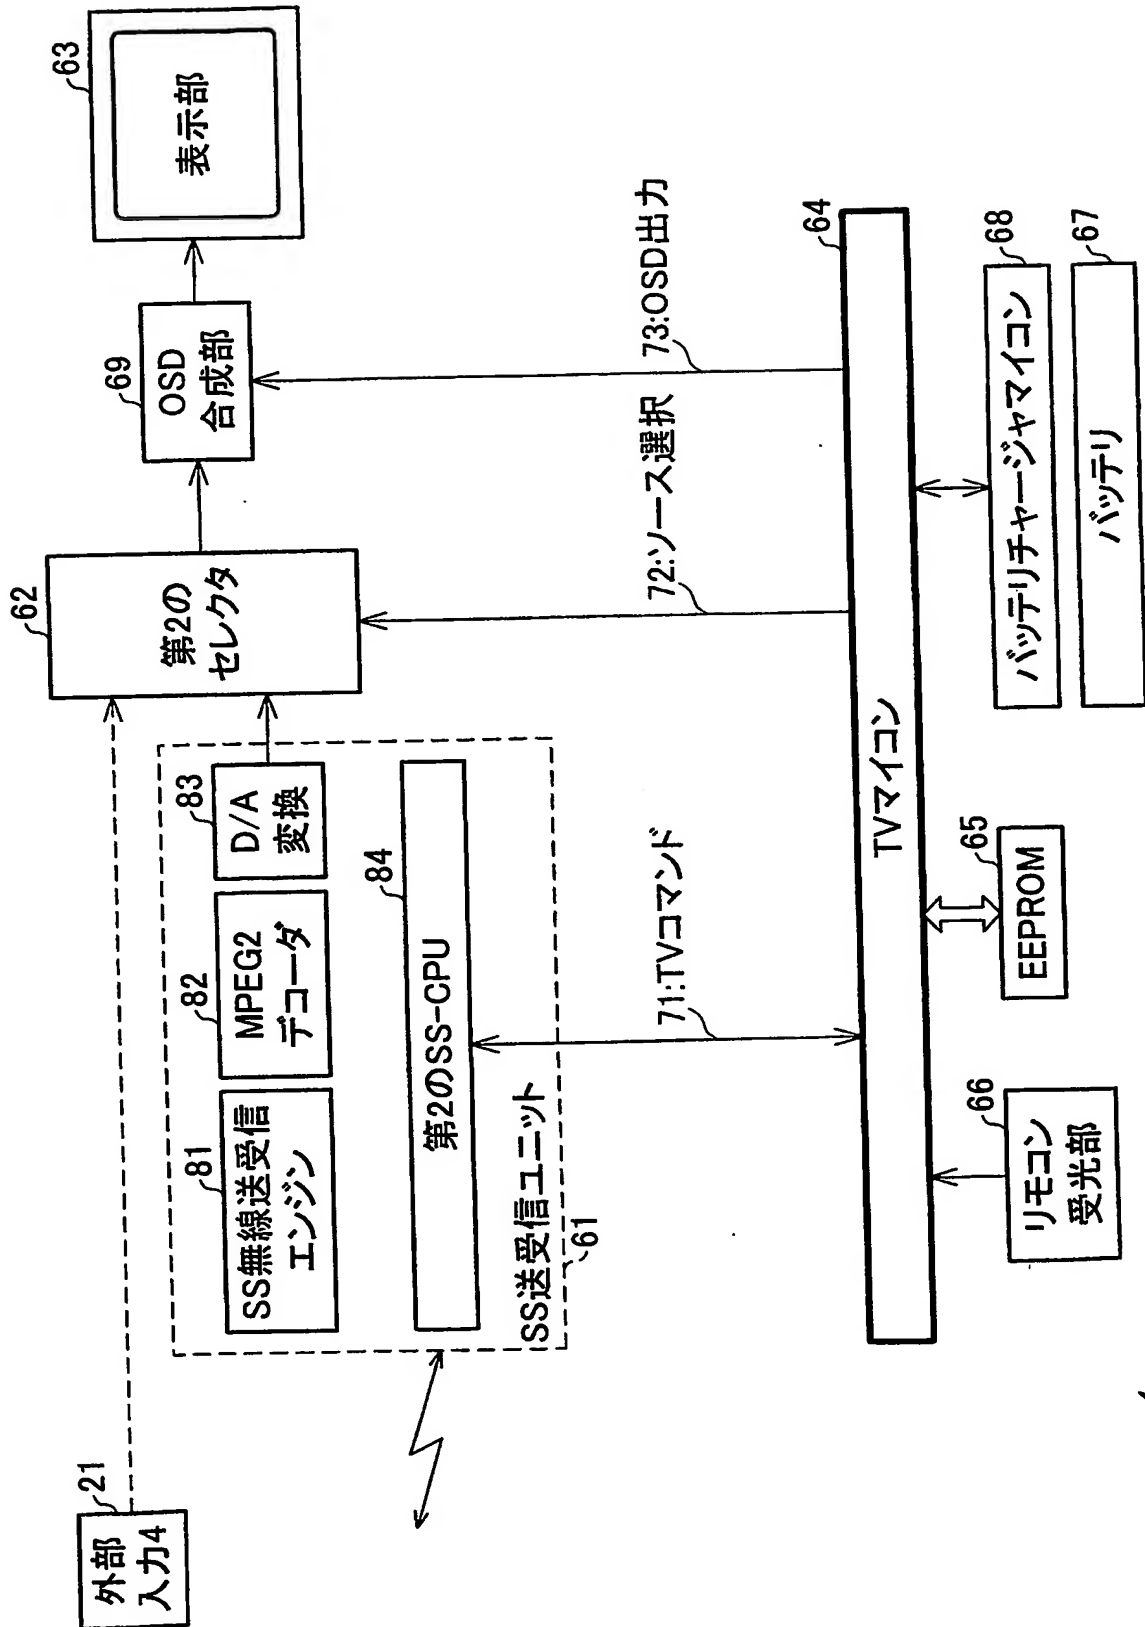 外部
入力4
21
SS無線送受信
エンジン
81
MPEG2
デコーダ
82
D/A
変換
83
第2のSS-CPU
84
SS送受信ユニット
61
第2の
セレクタ
62
OSD
合成部
69
表示部
63
71:TVコマンド
72:ソース選択
73:OSD出力
TVマイコン
64
リモコン
受光部
66
EEPROM
65
バッテリチャージャマイコン
68
バッテリ
67